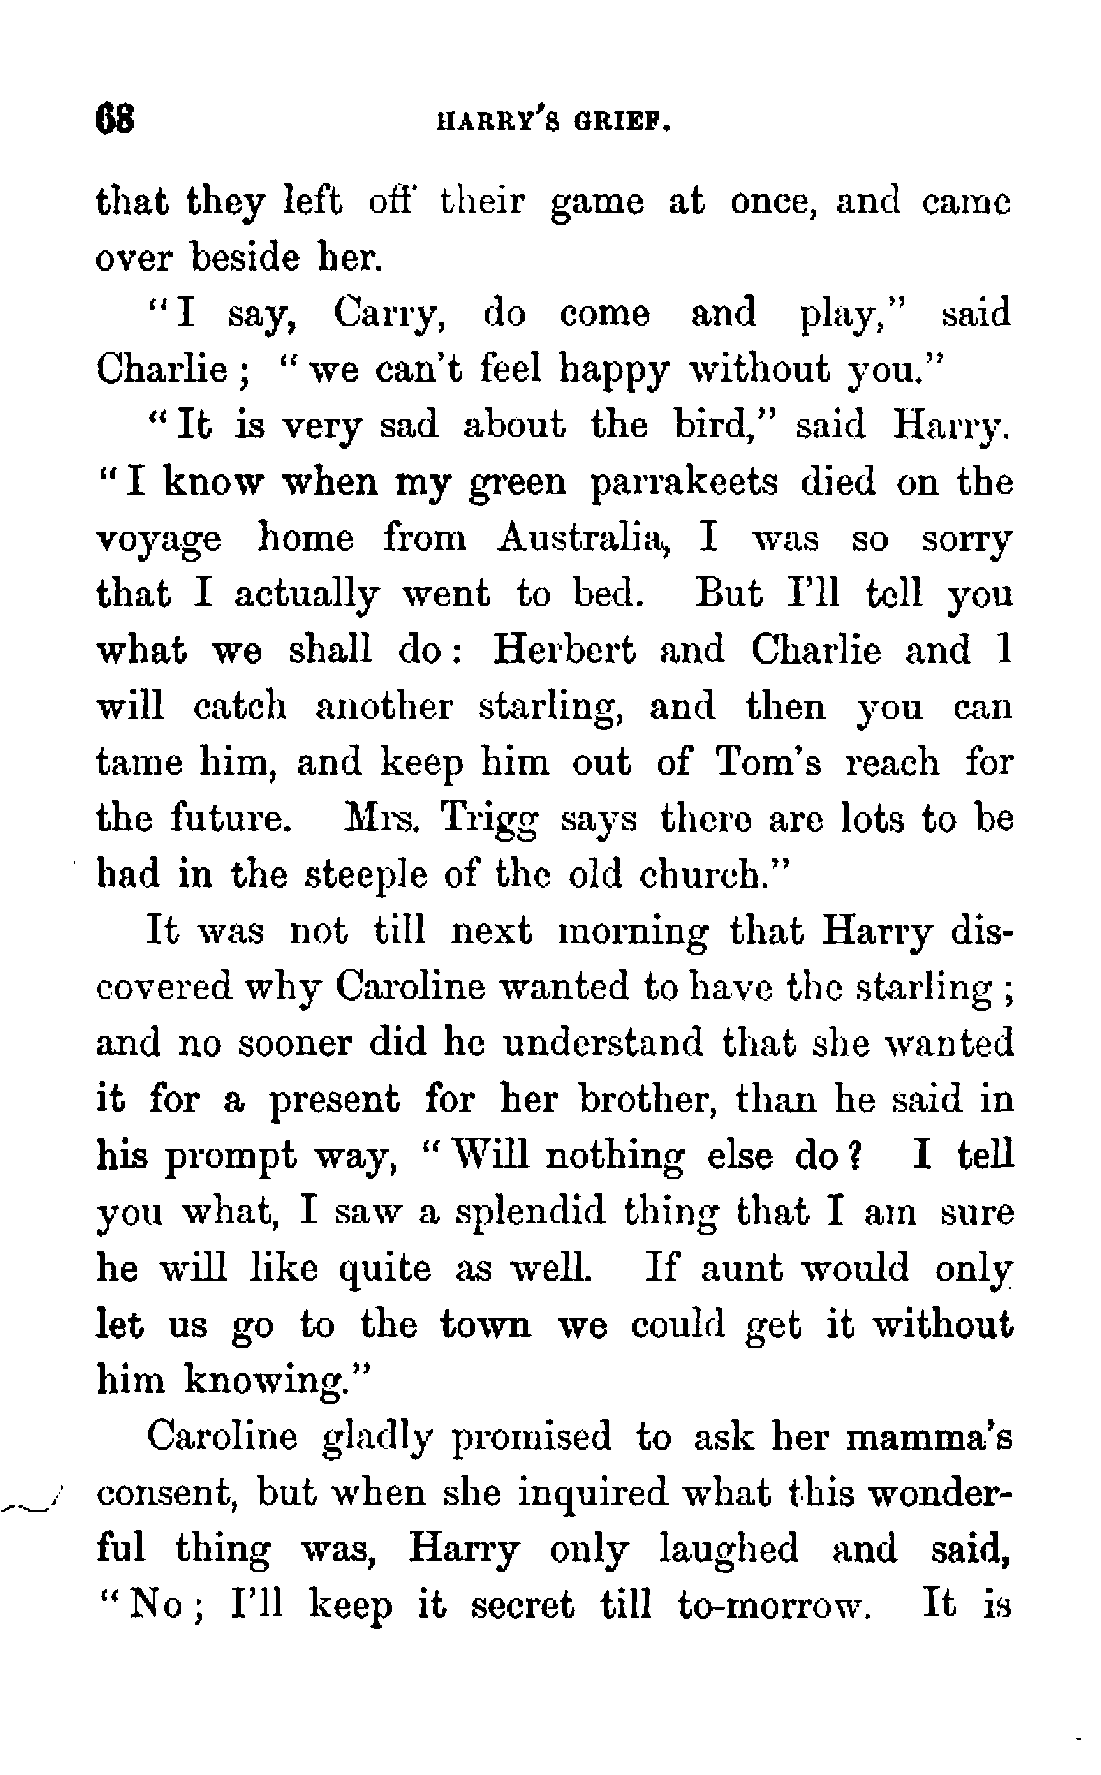 68 HARRY'S GRIEF.
that they left off their game at once, and came
over beside her.
"I say, Carry, do come and play," said
Charlie; "we can't feel happy without you."
"It is very sad about the bird," said Harry.
"I know when my green parrakeets died on the
voyage home from Australia, I was so sorry
that I actually went to bed. But I'll tell you
what we shall do: Herbert and Charlie and I
will catch another starling, and then you can
tame him, and keep him out of Tom's reach for
the future. Mrs. Trigg says there are lots to be
had in the steeple of the old church."
It was not till next morning that Harry dis-
covered why Caroline wanted to have the starling;
and no sooner did he understand that she wanted
it for a present for her brother, than he said in
his prompt way, "Will nothing else do? I tell
you what, I saw a splendid thing that I am sure
he will like quite as well. If aunt would only
let us go to the town we could get it without
him knowing."
Caroline gladly promised to ask her mamma's
consent, but when she inquired what this wonder-
ful thing was, Harry only laughed and said,
"No; I'll keep it secret till to-morrow. It is